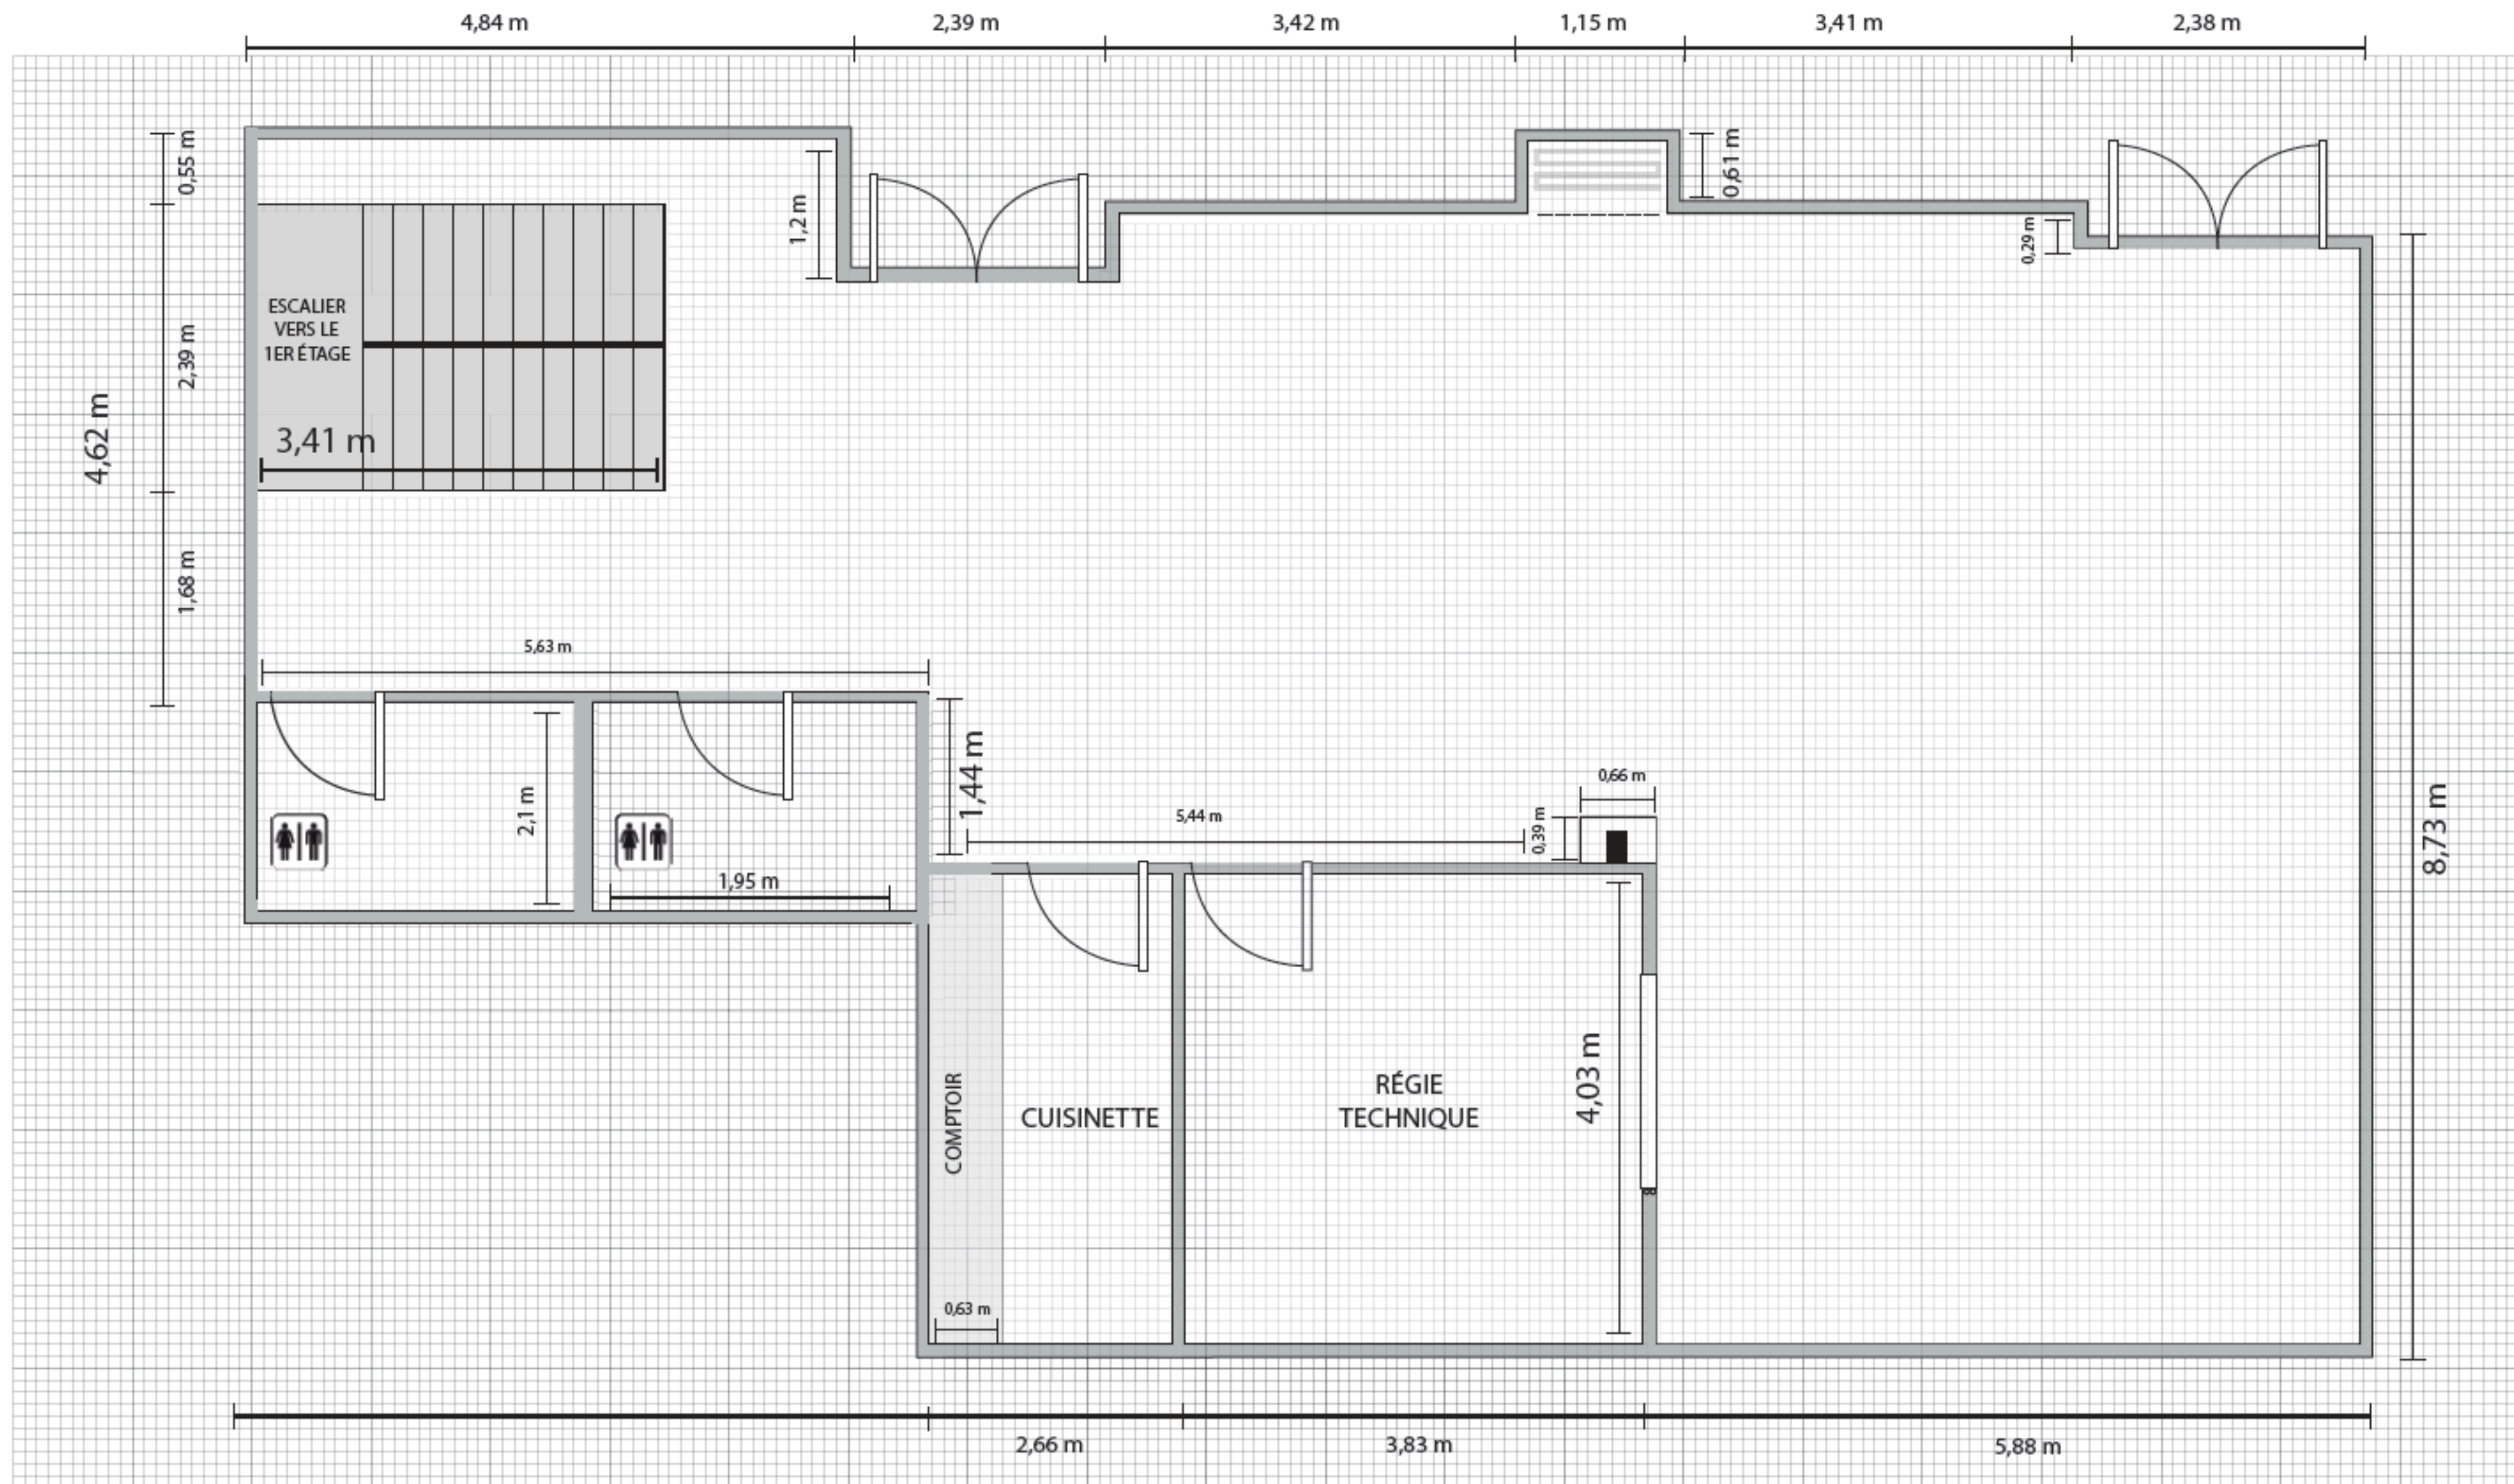 4,84 m
2,39 m
3,42 m
1,15 m
3,41 m
2,38 m
0,55 m
0,61 m
1,2 m
0,29 m
ESCALIER
VERS LE
1ER ÉTAGE
2,39 m
4,62 m
3,41 m
1,68 m
5,63 m
1,44 m
0,66 m
5,44 m
0,39 m
2,1 m
8,73 m
1,95 m
COMPTOIR
CUISINETTE
RÉGIE
TECHNIQUE
4,03 m
0,63 m
2,66 m
3,83 m
5,88 m